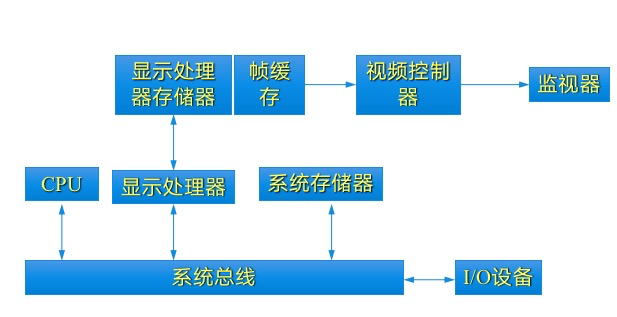 显示处理
器存储器
帧缓
存
视频控制
器
监视器
CPU
显示处理器
系统存储器
系统总线
I/O设备